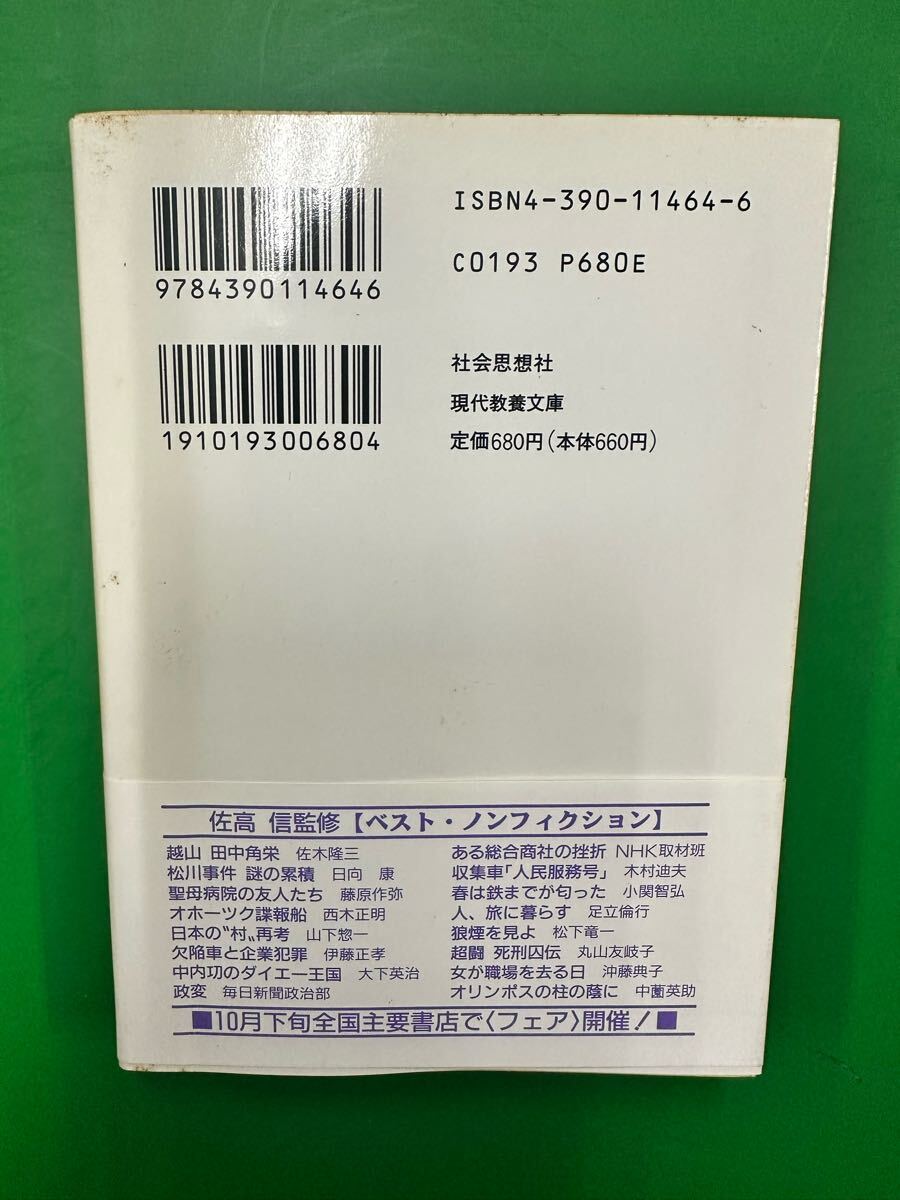 ISBN4-390-11464-6
C0193 P680E
9784390114646
1910193006804
社会思想社
現代教養文庫
定価680円(本体660円)
佐高 信監修【ベスト・ノンフィクション】
越山 田中角栄 佐木隆三
松川事件 謎の累積 日向 康
聖母病院の友人たち 藤原作弥
オホーツク諜報船 西木正明
日本の〝村〟再考 山下惣一
欠陥車と企業犯罪 伊藤正孝
中内功のダイエー王国 大下英治
政変 毎日新聞政治部
ある総合商社の挫折 NHK取材班
収集車「人民服務号」 木村迪夫
春は鉄までが匂った 小関智弘
人、旅に暮らす 足立倫行
狼煙を見よ 松下竜一
超闘 死刑囚伝 丸山友岐子
女が職場を去る日 沖藤典子
オリンポスの柱の蔭に 中薗英助
■10月下旬全国主要書店で〈フェア〉開催!■